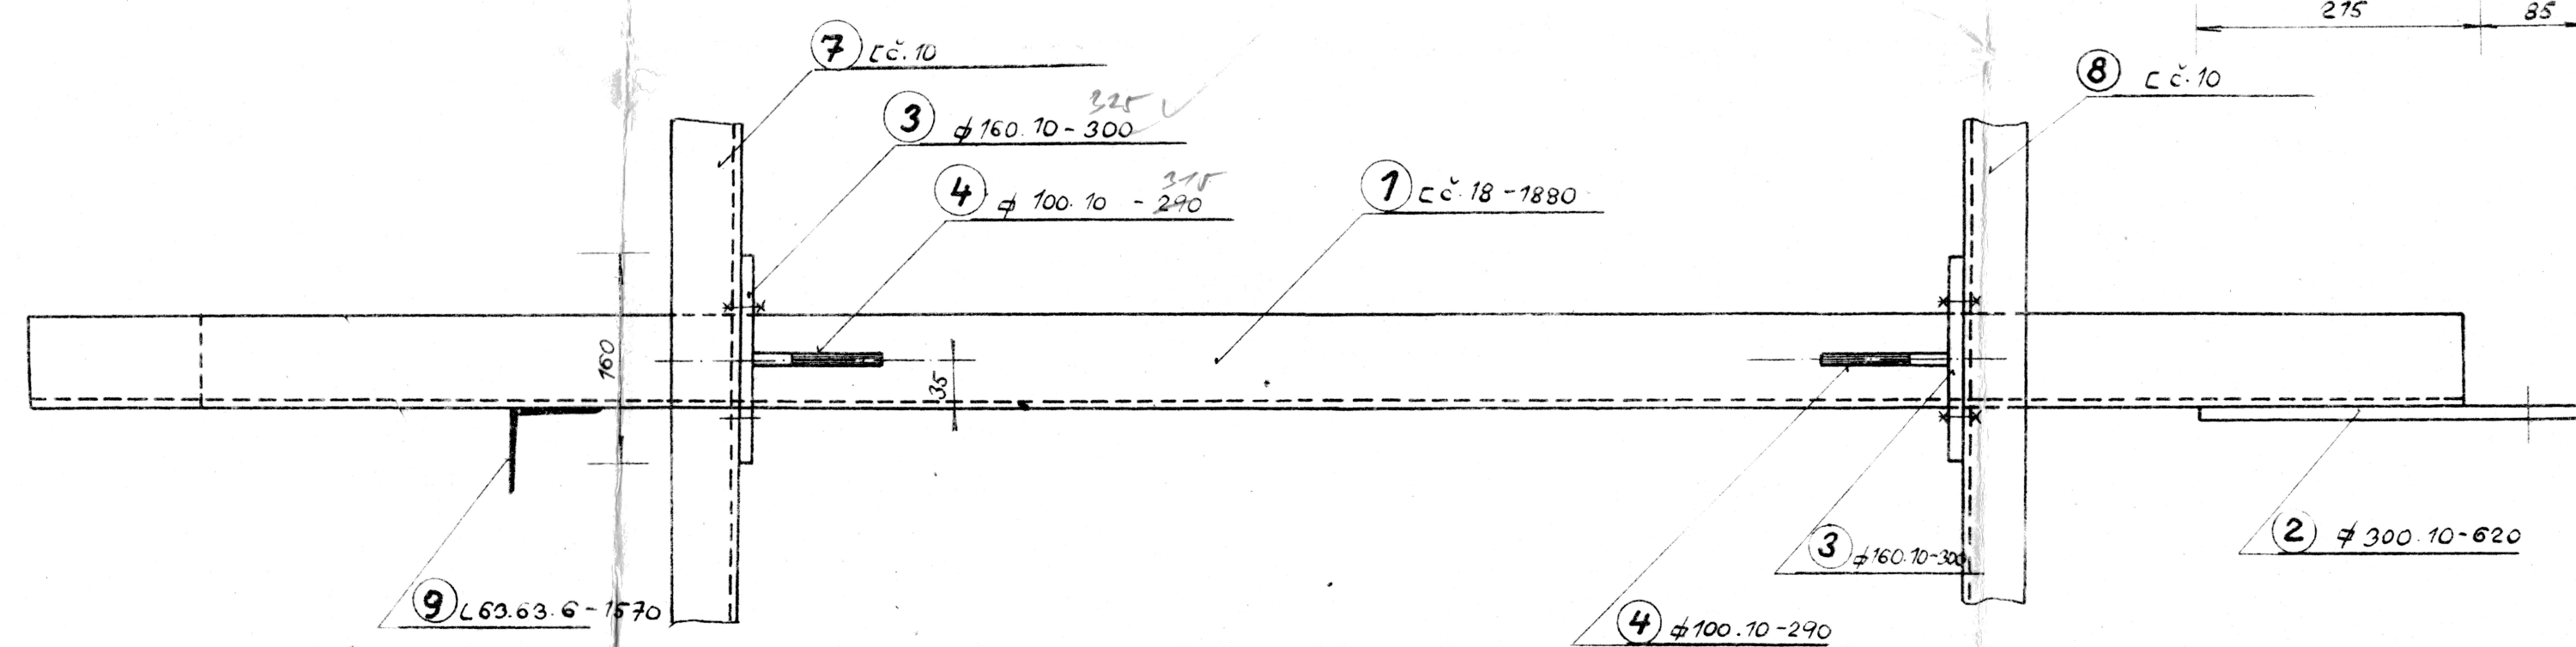 215 85
7 [ č. 10
8 [ č. 10
325
3 ⌀ 160. 10 - 300
315
4 ⌀ 100. 10 - 290
1 [ č. 18 - 1880
160
35
2 ⌀ 300. 10 - 620
3 ⌀ 160. 10 - 300
9 L 63. 63. 6 - 1570
4 ⌀ 100. 10 - 290